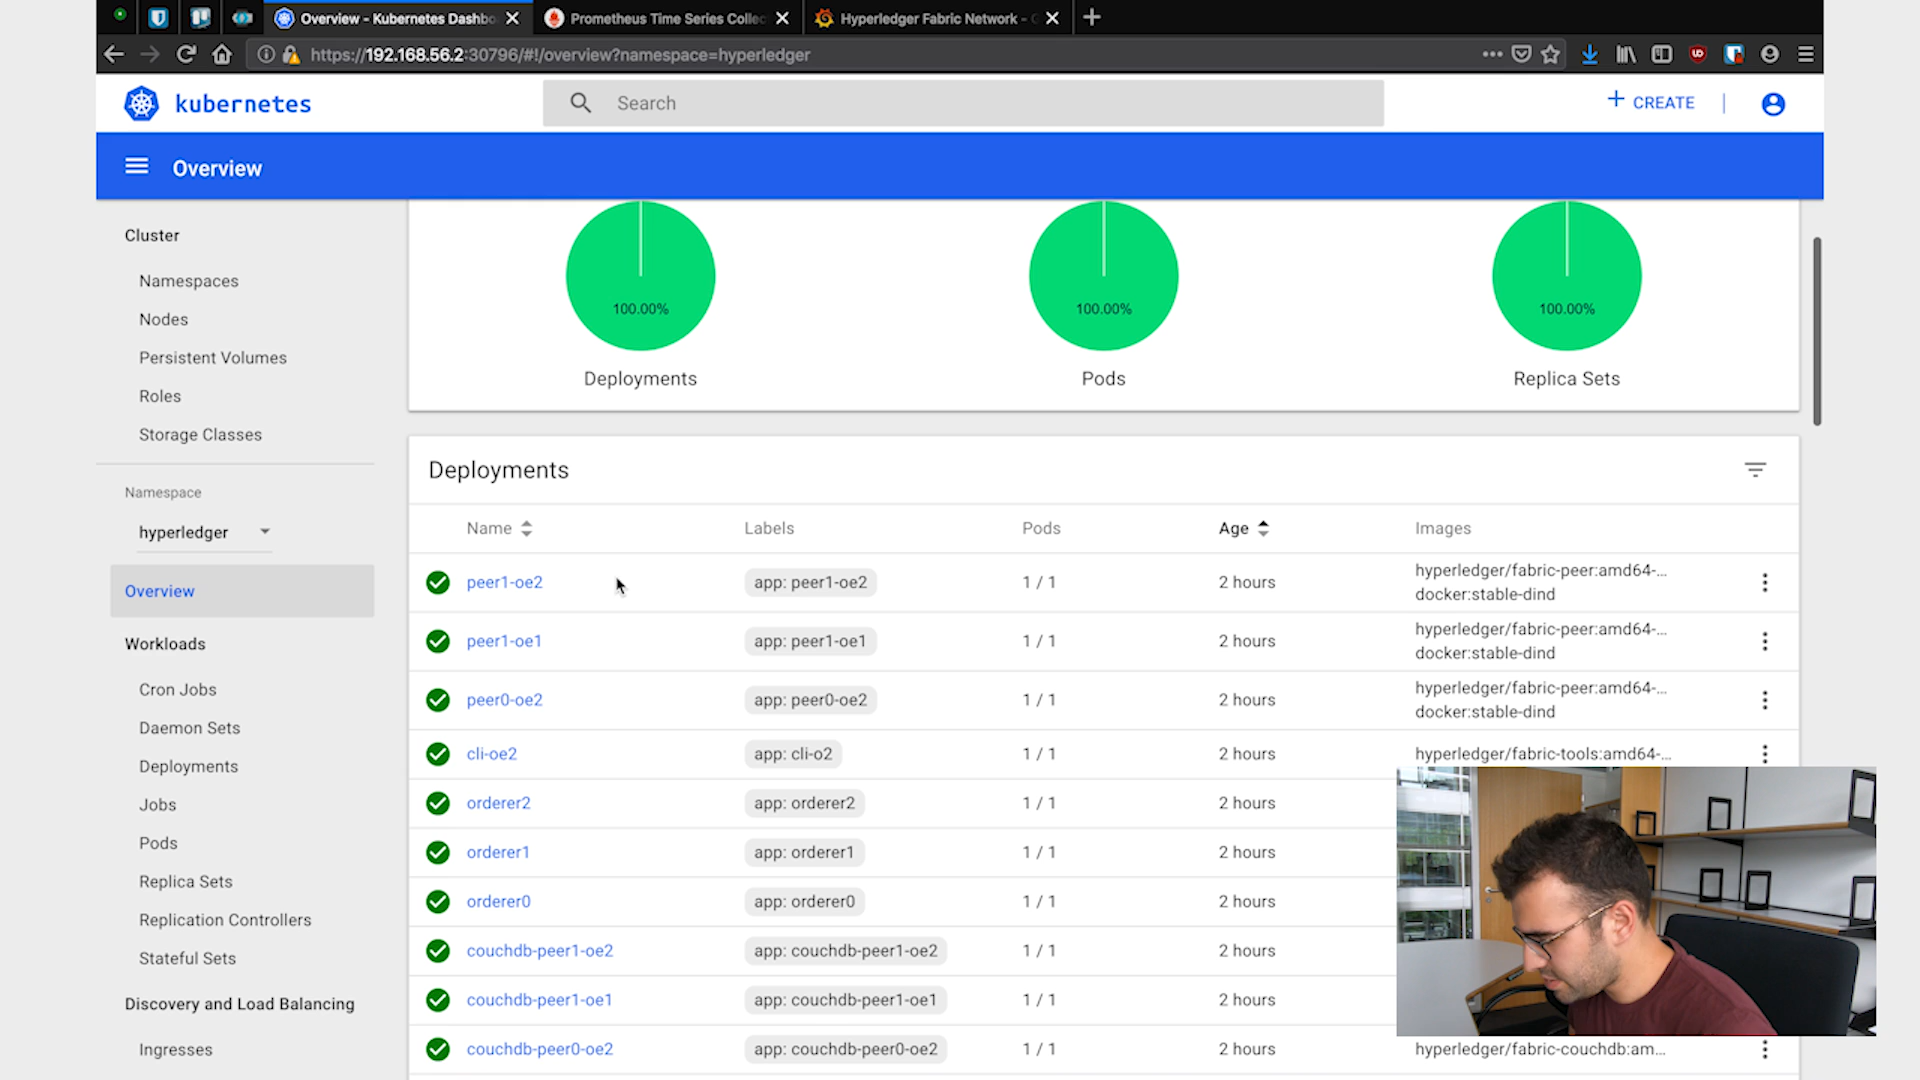 Overview - Kubernetes Dashbo
Prometheus Time Series Collec
Hyperledger Fabric Network -
https://192.168.56.2:30796/#!/overview?namespace=hyperledger
kubernetes
Search
+ CREATE
Overview
Cluster
Namespaces
Nodes
Persistent Volumes
Roles
Storage Classes
Namespace
hyperledger
Overview
Workloads
Cron Jobs
Daemon Sets
Deployments
Jobs
Pods
Replica Sets
Replication Controllers
Stateful Sets
Discovery and Load Balancing
Ingresses
100.00% 100.00% 100.00%
Deployments Pods Replica Sets
Deployments
Name Labels Pods Age Images
peer1-oe2 app: peer1-oe2 1 / 1 2 hours hyperledger/fabric-peer:amd64-...
docker:stable-dind
peer1-oe1 app: peer1-oe1 1 / 1 2 hours hyperledger/fabric-peer:amd64-...
docker:stable-dind
peer0-oe2 app: peer0-oe2 1 / 1 2 hours hyperledger/fabric-peer:amd64-...
docker:stable-dind
cli-oe2 app: cli-o2 1 / 1 2 hours hyperledger/fabric-tools:amd64-...
orderer2 app: orderer2 1 / 1 2 hours
orderer1 app: orderer1 1 / 1 2 hours
orderer0 app: orderer0 1 / 1 2 hours
couchdb-peer1-oe2 app: couchdb-peer1-oe2 1 / 1 2 hours
couchdb-peer1-oe1 app: couchdb-peer1-oe1 1 / 1 2 hours
couchdb-peer0-oe2 app: couchdb-peer0-oe2 1 / 1 2 hours hyperledger/fabric-couchdb:am...